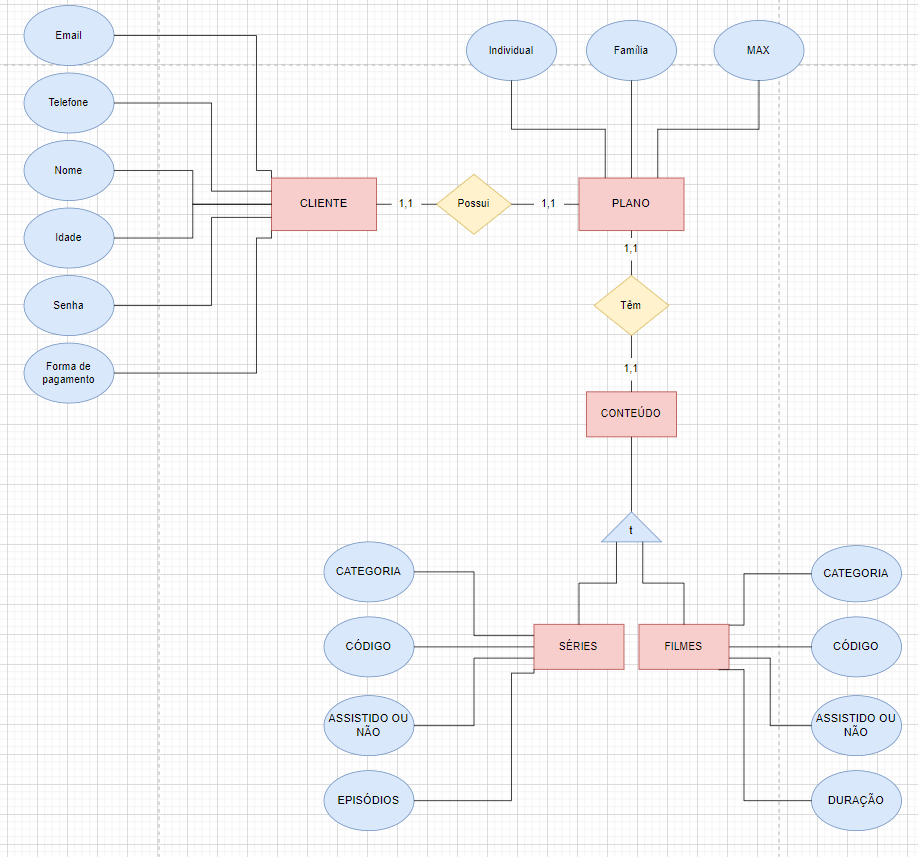 Email
Telefone
Nome
Idade
Senha
Forma de
pagamento
Individual
Família
MAX
CLIENTE
1,1
Possui
1,1
PLANO
1,1
Têm
1,1
CONTEÚDO
t
CATEGORIA
CÓDIGO
ASSISTIDO OU
NÃO
EPISÓDIOS
SÉRIES
FILMES
CATEGORIA
CÓDIGO
ASSISTIDO OU
NÃO
DURAÇÃO